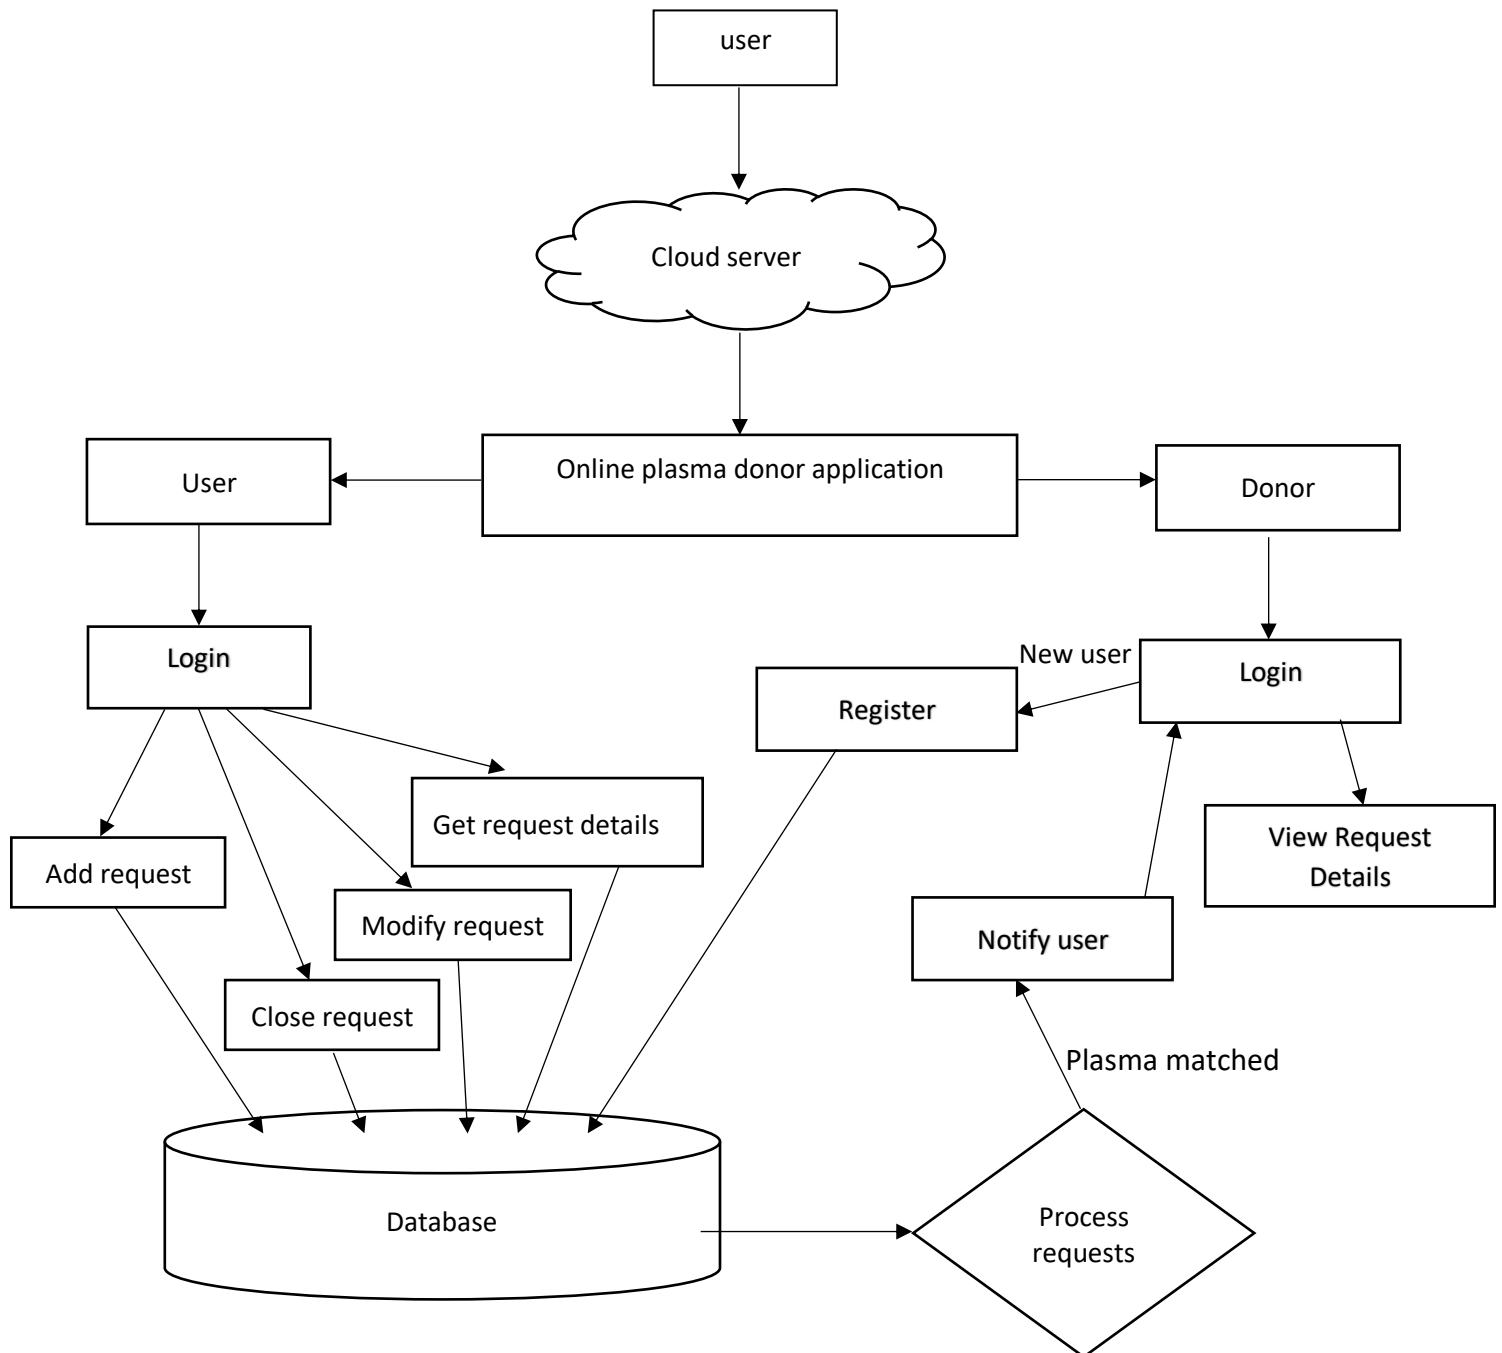 user
Cloud server
Online plasma donor application
User
Donor
Login
New user
Login
Register
Get request details
View Request
Details
Add request
Modify request
Notify user
Close request
Plasma matched
Database
Process
requests